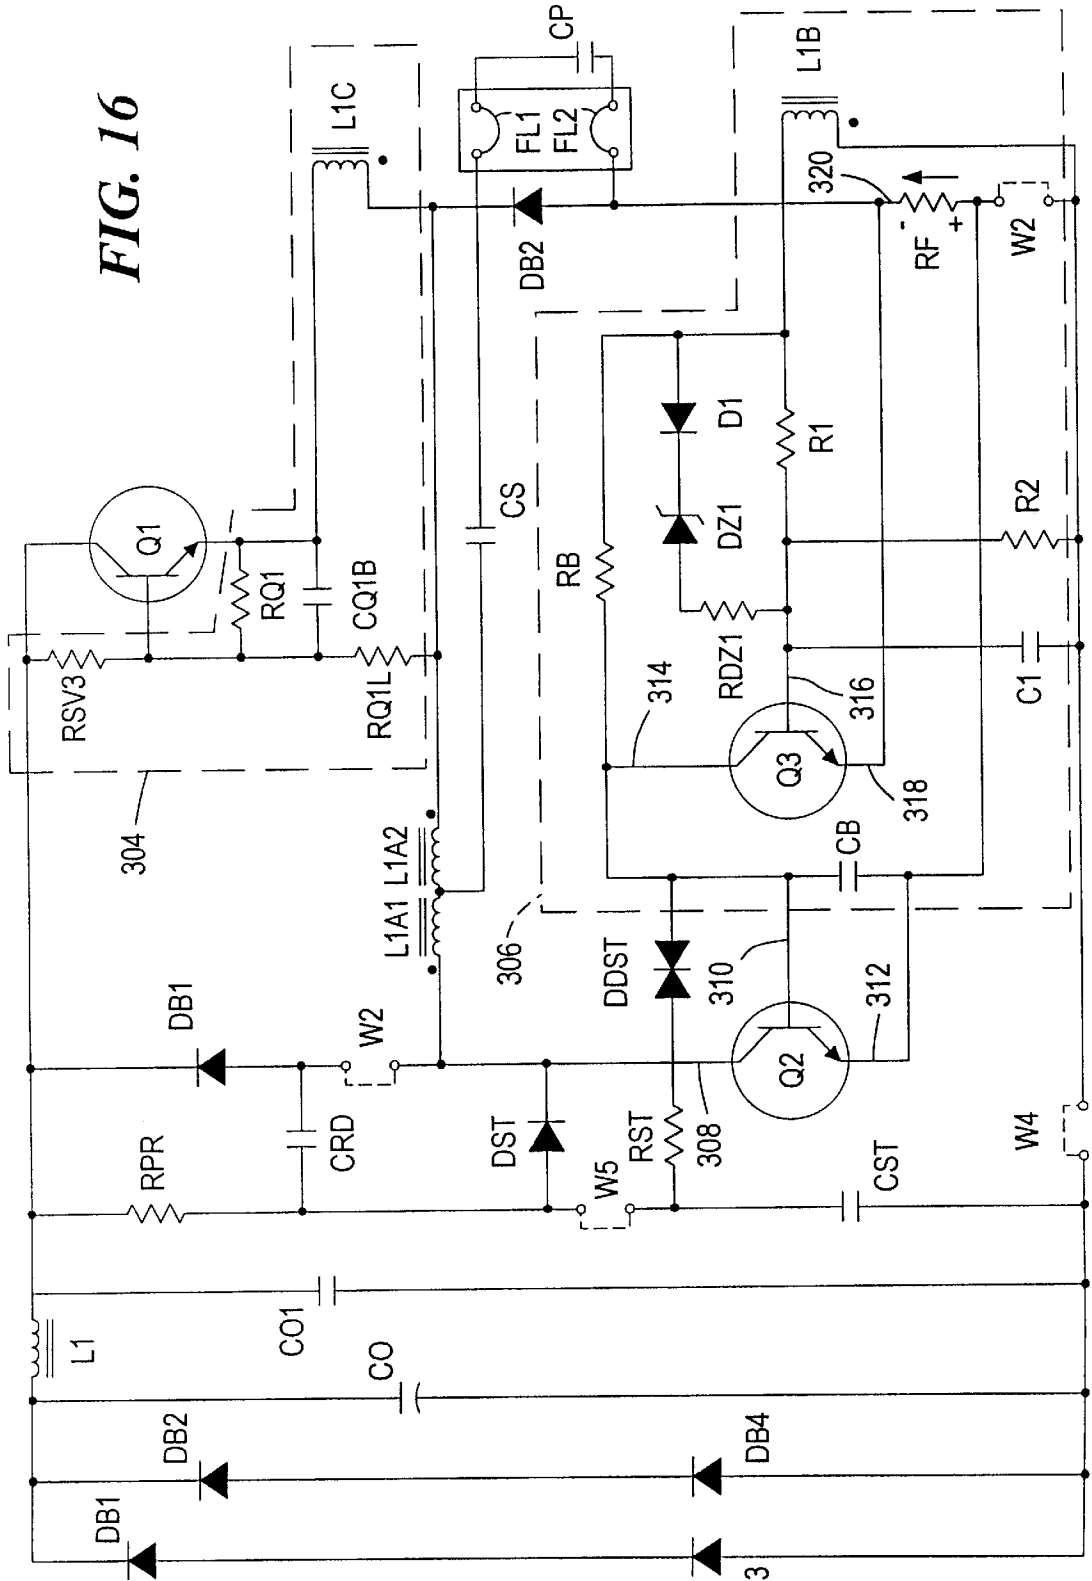 FIG. 16
DB1
3
DB2
DB4
CO
L1
CO1
RPR
CRD
DB1
W2
DST
W5
RST
DDST
CST
308
310
312
Q2
W4
304
306
L1A1
L1A2
RSV3
Q1
RQ1
CQ1B
RQ1L
L1C
CS
DB2
FL1
FL2
CP
RB
D1
DZ1
RDZ1
R1
R2
314
316
318
Q3
CB
C1
L1B
320
RF
-
+
W2